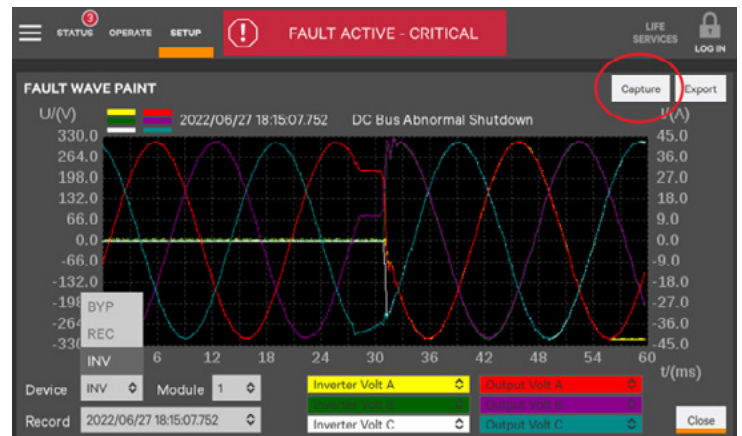 3
STATUS OPERATE SETUP FAULT ACTIVE - CRITICAL LIFE SERVICES LOG IN
FAULT WAVE PAINT Capture Export
U/(V) 2022/06/27 18:15:07.752 DC Bus Abnormal Shutdown I/(A)
330.0 45.0
264.0 36.0
198.0 27.0
132.0 18.0
66.0 9.0
0.0 0.0
-66.0 -9.0
-132.0 -18.0
-198 -27.0
-264 -36.0
-330 -45.0
BYP
REC
INV
6 12 18 24 30 36 42 48 54 60
t/(ms)
Device INV Module 1 Inverter Volt A Output Volt A
Inverter Volt B Output Volt B
Record 2022/06/27 18:15:07.752 Inverter Volt C Output Volt C Close